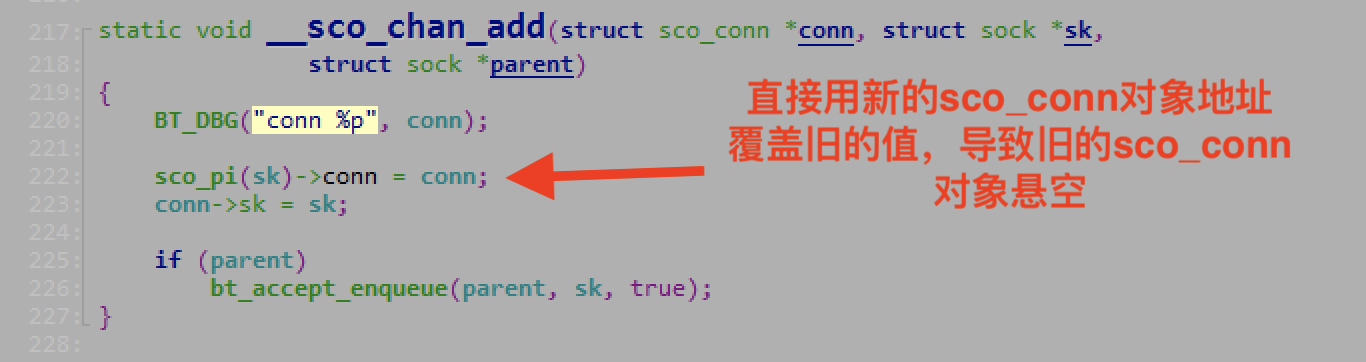 217: static void __sco_chan_add(struct sco_conn *conn, struct sock *sk,
218: struct sock *parent)
219: {
220: BT_DBG("conn %p", conn);
221:
222: sco_pi(sk)->conn = conn;
223: conn->sk = sk;
224:
225: if (parent)
226: bt_accept_enqueue(parent, sk, true);
227: }
228:
直接用新的sco_conn对象地址
覆盖旧的值，导致旧的sco_conn
对象悬空